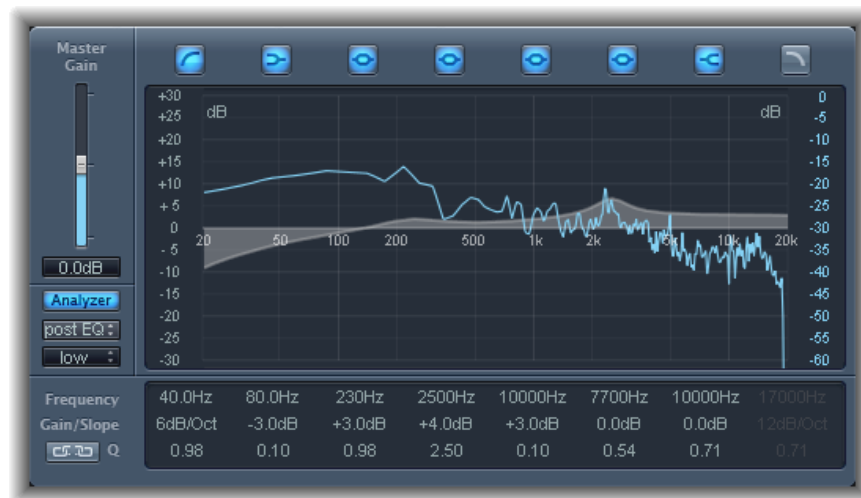 Master
Gain
+30 dB dB 0
+25 -5
+20 -10
+15 -15
+10 -20
+ 5 -25
0 -30
20 50 100 200 500 1k 2k 5k 10k 20k
- 5 -35
-10 -40
-15 -45
-20 -50
-25 -55
-30 -60
0.0dB
Analyzer
post EQ
low
Frequency 40.0Hz 80.0Hz 230Hz 2500Hz 10000Hz 7700Hz 10000Hz 17000Hz
Gain/Slope 6dB/Oct -3.0dB +3.0dB +4.0dB +3.0dB 0.0dB 0.0dB 12dB/Oct
Q 0.98 0.10 0.98 2.50 0.10 0.54 0.71 0.71